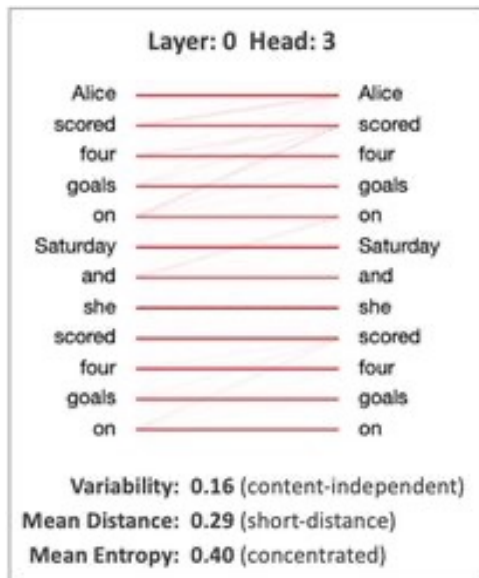 Layer: 0 Head: 3
Alice Alice
scored scored
four four
goals goals
on on
Saturday Saturday
and and
she she
scored scored
four four
goals goals
on on
Variability: 0.16 (content-independent)
Mean Distance: 0.29 (short-distance)
Mean Entropy: 0.40 (concentrated)